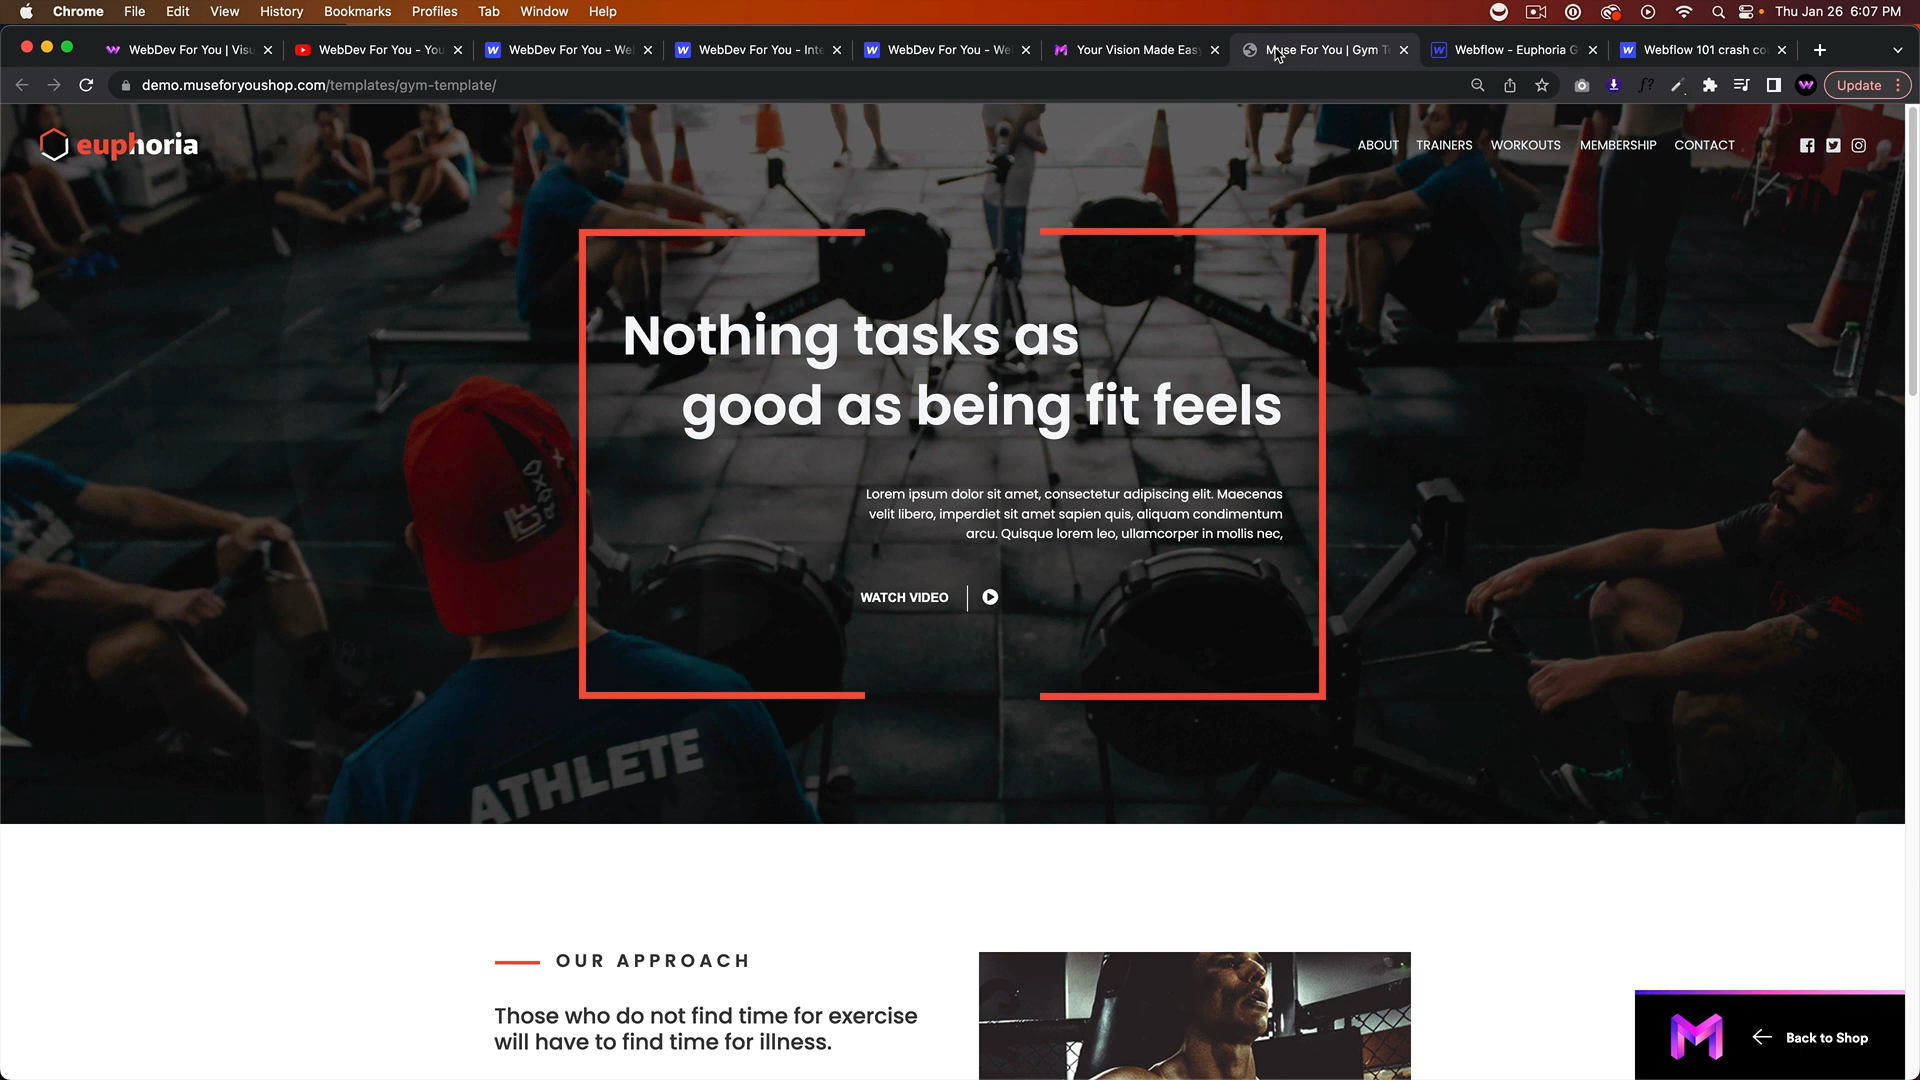 Chrome File Edit View History Bookmarks Profiles Tab Window Help Thu Jan 26 6:07 PM
WebDev For You | Visu WebDev For You - You WebDev For You - We WebDev For You - Inte WebDev For You - We Your Vision Made Eas Muse For You | Gym Te Webflow - Euphoria G Webflow 101 crash co
demo.museforyoushop.com/templates/gym-template/ Update
euphoria
ABOUT TRAINERS WORKOUTS MEMBERSHIP CONTACT
Nothing tasks as
good as being fit feels
Lorem ipsum dolor sit amet, consectetur adipiscing elit. Maecenas
velit libero, imperdiet sit amet sapien quis, aliquam condimentum
arcu. Quisque lorem leo, ullamcorper in mollis nec,
WATCH VIDEO
ATHLETE
OUR APPROACH
Those who do not find time for exercise
will have to find time for illness.
Back to Shop